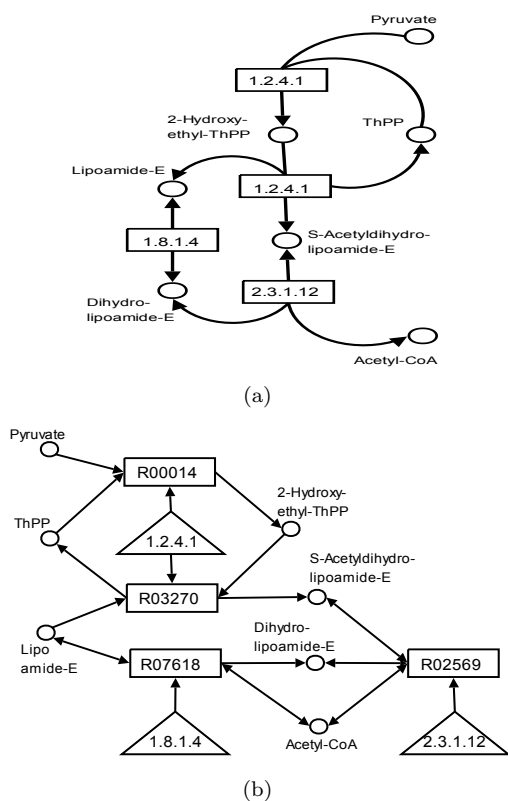 Pyruvate
1.2.4.1
2-Hydroxy-
ethyl-ThPP
ThPP
Lipoamide-E
1.2.4.1
1.8.1.4
S-Acetyldihydro-
lipoamide-E
Dihydro-
lipoamide-E
2.3.1.12
Acetyl-CoA
(a)
Pyruvate
R00014
2-Hydroxy-
ethyl-ThPP
ThPP
1.2.4.1
S-Acetyldihydro-
lipoamide-E
R03270
Lipo
amide-E
Dihydro-
lipoamide-E
R07618
R02569
Acetyl-CoA
1.8.1.4
2.3.1.12
(b)